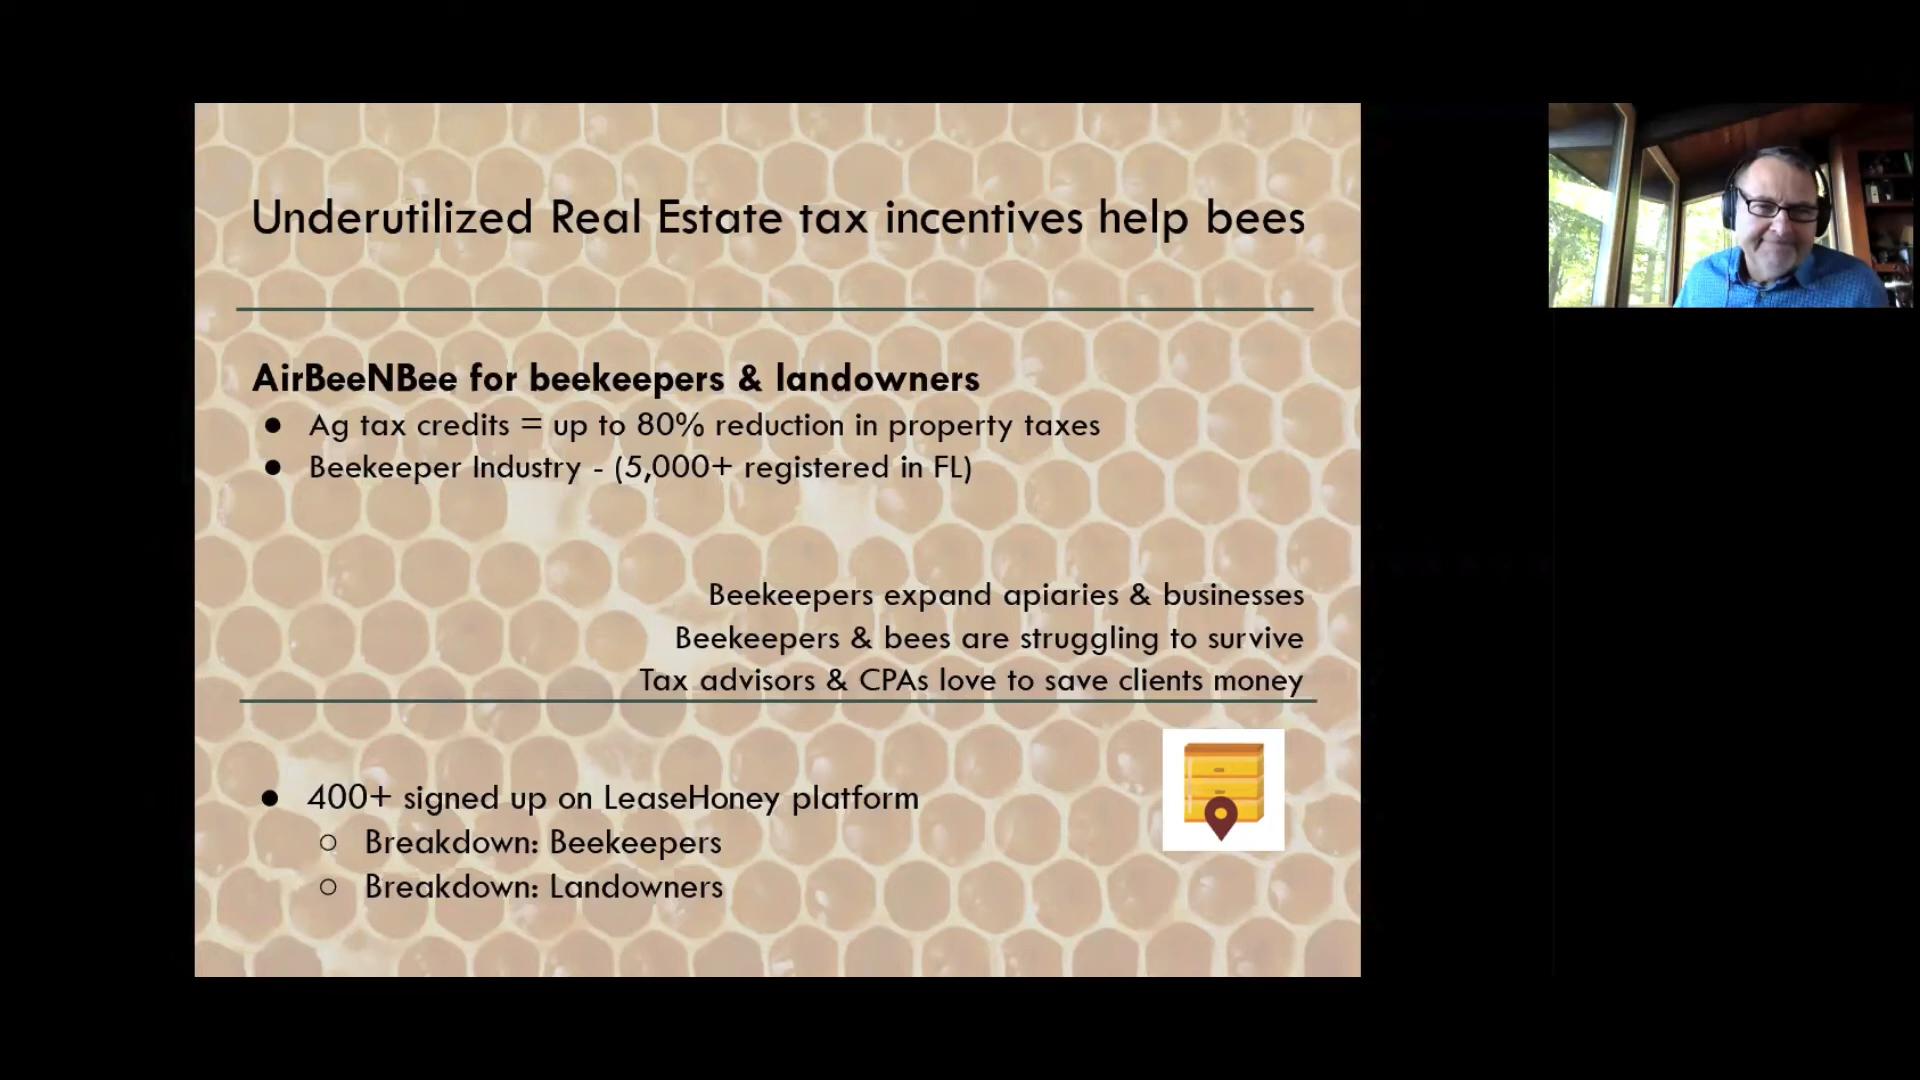 Underutilized Real Estate tax incentives help bees
AirBeeNBee for beekeepers & landowners
● Ag tax credits = up to 80% reduction in property taxes
● Beekeeper Industry - (5,000+ registered in FL)
Beekeepers expand apiaries & businesses
Beekeepers & bees are struggling to survive
Tax advisors & CPAs love to save clients money
● 400+ signed up on LeaseHoney platform
○ Breakdown: Beekeepers
○ Breakdown: Landowners